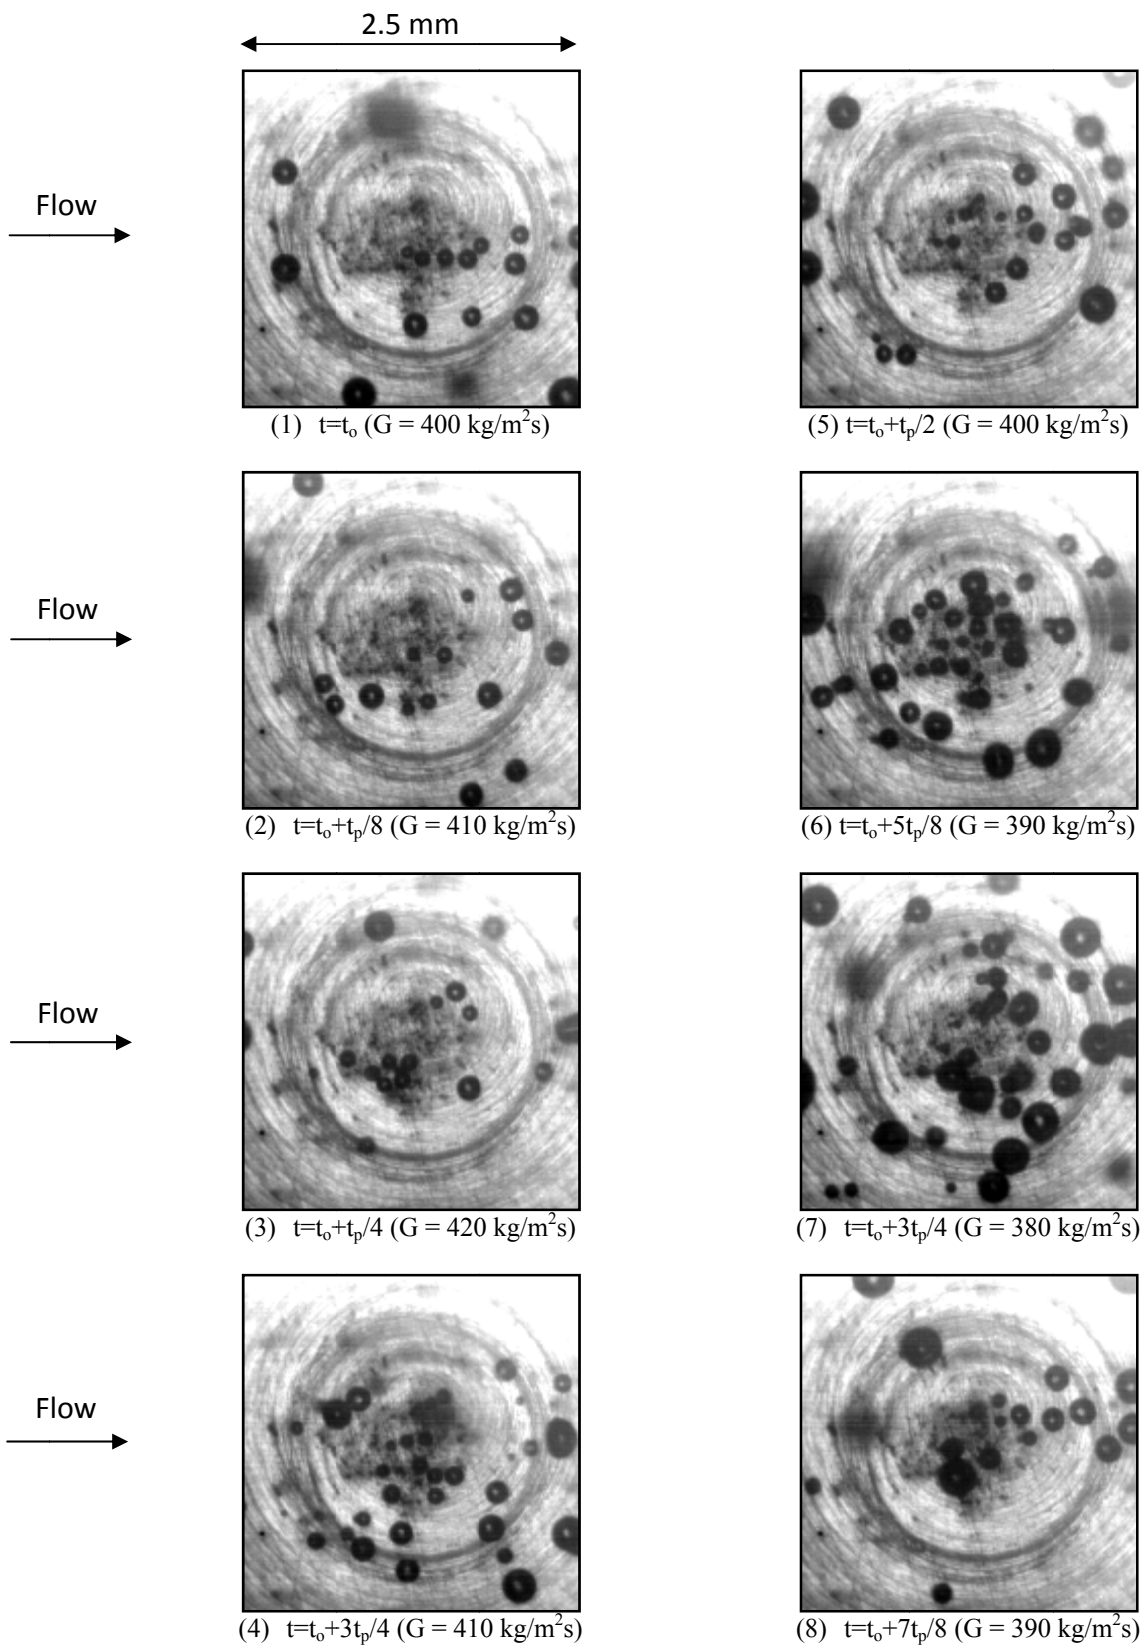 2.5 mm
Flow
(1) t=tₒ (G = 400 kg/m²s)
(5) t=tₒ+tₚ/2 (G = 400 kg/m²s)
Flow
(2) t=tₒ+tₚ/8 (G = 410 kg/m²s)
(6) t=tₒ+5tₚ/8 (G = 390 kg/m²s)
Flow
(3) t=tₒ+tₚ/4 (G = 420 kg/m²s)
(7) t=tₒ+3tₚ/4 (G = 380 kg/m²s)
Flow
(4) t=tₒ+3tₚ/4 (G = 410 kg/m²s)
(8) t=tₒ+7tₚ/8 (G = 390 kg/m²s)